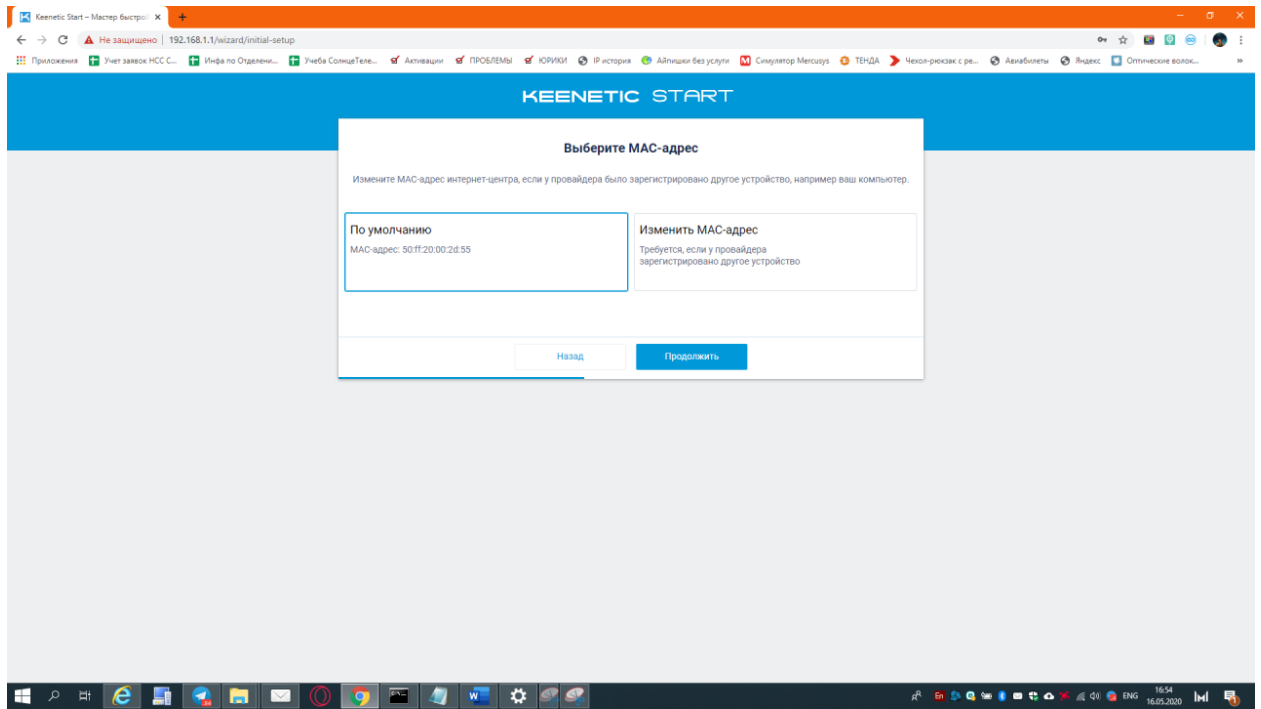 Keenetic Start – Мастер быстрой
Не защищено | 192.168.1.1/wizard/initial-setup
Приложения Учет заявок НСС С... Инфа по Отделени... Учеба СолнцеТеле... Активации ПРОБЛЕМЫ ЮРИКИ IP история Айпишки без услуги Симулятор Mercusys ТЕНДА Чехол-рюкзак с ре... Авиабилеты Яндекс Оптические волок... »
KEENETIC START
Выберите MAC-адрес
Измените MAC-адрес интернет-центра, если у провайдера было зарегистрировано другое устройство, например ваш компьютер.
По умолчанию
MAC-адрес: 50:ff:20:00:2d:55
Изменить MAC-адрес
Требуется, если у провайдера
зарегистрировано другое устройство
Назад
Продолжить
En
ENG
16:54
16.05.2020